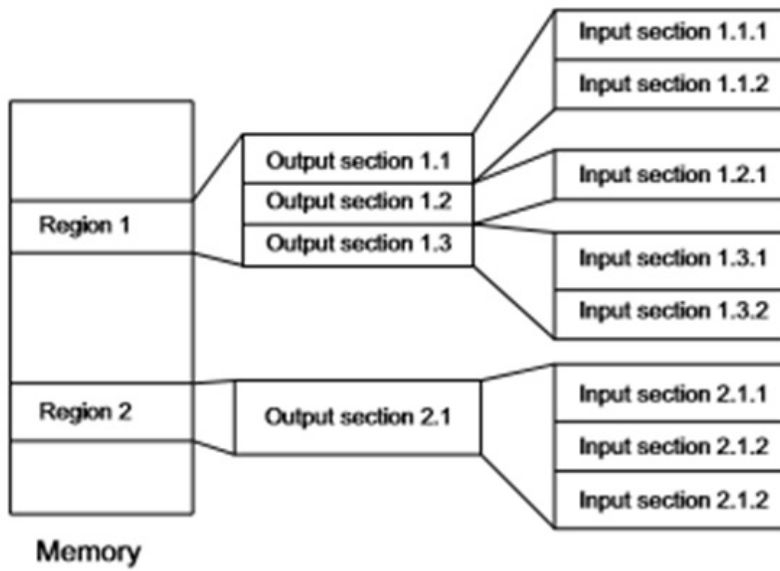 Input section 1.1.1
Input section 1.1.2
Output section 1.1
Output section 1.2
Output section 1.3
Input section 1.2.1
Region 1
Input section 1.3.1
Input section 1.3.2
Region 2
Output section 2.1
Input section 2.1.1
Input section 2.1.2
Input section 2.1.2
Memory